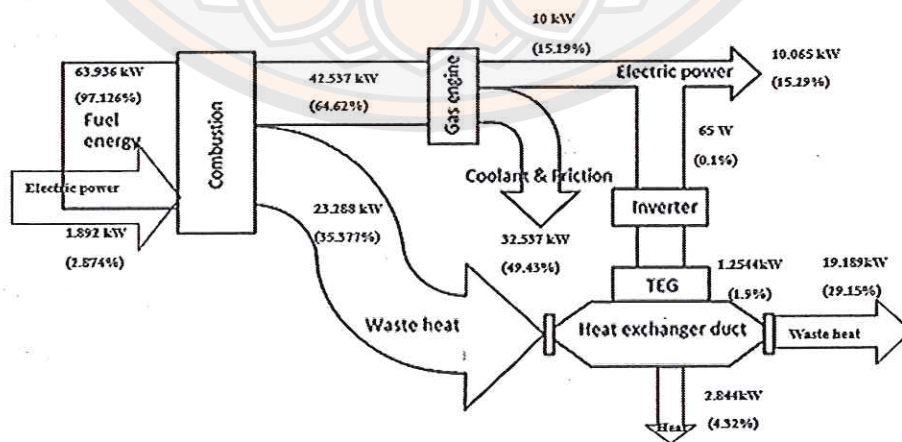 10 kW
(15.19%)
63.936 kW
(97.126%)
Fuel
energy
Combustion
42.537 kW
(64.62%)
Gas engine
Electric power
10.065 kW
(15.29%)
65 W
(0.1%)
Electric power
1.892 kW
(2.874%)
Coolant & Friction
Inverter
23.288 kW
(35.377%)
32.537 kW
(49.43%)
TEG
1.2544kW
(1.9%)
19.189kW
(29.15%)
Waste heat
Heat exchanger duct
Waste heat
2.844kW
(4.32%)
Heat